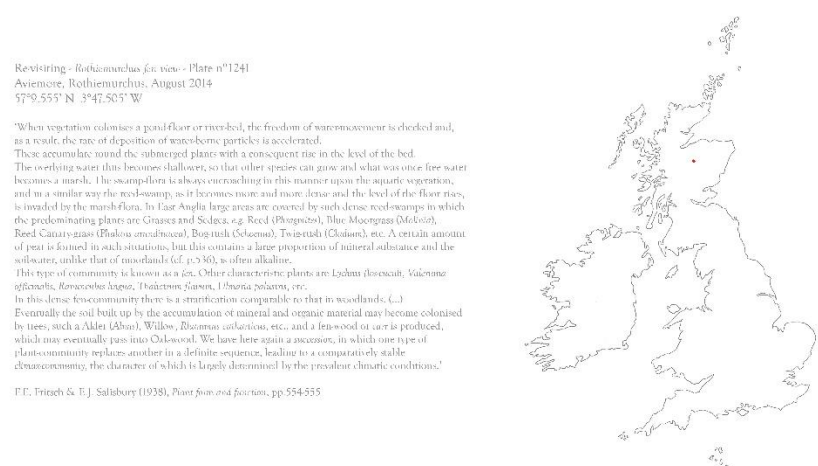 Re-visiting - Rothiemurchus fen view - Plate n°1241
Aviemore, Rothiemurchus, August 2014
57°9.555' N 3°47.505' W
'When vegetation colonises a pond-floor or river-bed, the freedom of water-movement is checked and,
as a result, the rate of deposition of water-borne particles is accelerated.
These accumulate round the submerged plants with a consequent rise in the level of the bed.
The overlying water thus becomes shallower, so that other species can grow and what was once free water
becomes a marsh. The swamp-flora is always encroaching in this manner upon the aquatic vegetation,
and in a similar way the reed-swamp, as it becomes more and more dense and the level of the floor rises,
is invaded by the marsh-flora. In East Anglia large areas are covered by such dense reed-swamps in which
the predominating plants are Grasses and Sedges, e.g. Reed (Phragmites), Blue Moorgrass (Molinia),
Reed Canary-grass (Phalaris arundinacea), Bog-rush (Schoenus), Twig-rush (Cladium), etc. A certain amount
of peat is formed in such situations, but this contains a large proportion of mineral substance and the
soil-water, unlike that of moorlands (cf. p.536), is often alkaline.
This type of community is known as a fen. Other characteristic plants are Lychnis flos-cuculi, Valeriana
officinalis, Ranunculus lingua, Thalictrum flavum, Ulmaria palustris, etc.
In this dense fen-community there is a stratification comparable to that in woodlands. (...)
Eventually the soil built up by the accumulation of mineral and organic material may become colonised
by trees, such a Alder (Alnus), Willow, Rhamnus catharticus, etc., and a fen-wood or carr is produced,
which may eventually pass into Oak-wood. We have here again a succession, in which one type of
plant-community replaces another in a definite sequence, leading to a comparatively stable
climax-community, the character of which is largely determined by the prevalent climatic conditions.'
F.E. Fritsch & E.J. Salisbury (1938), Plant form and function, pp.554-555